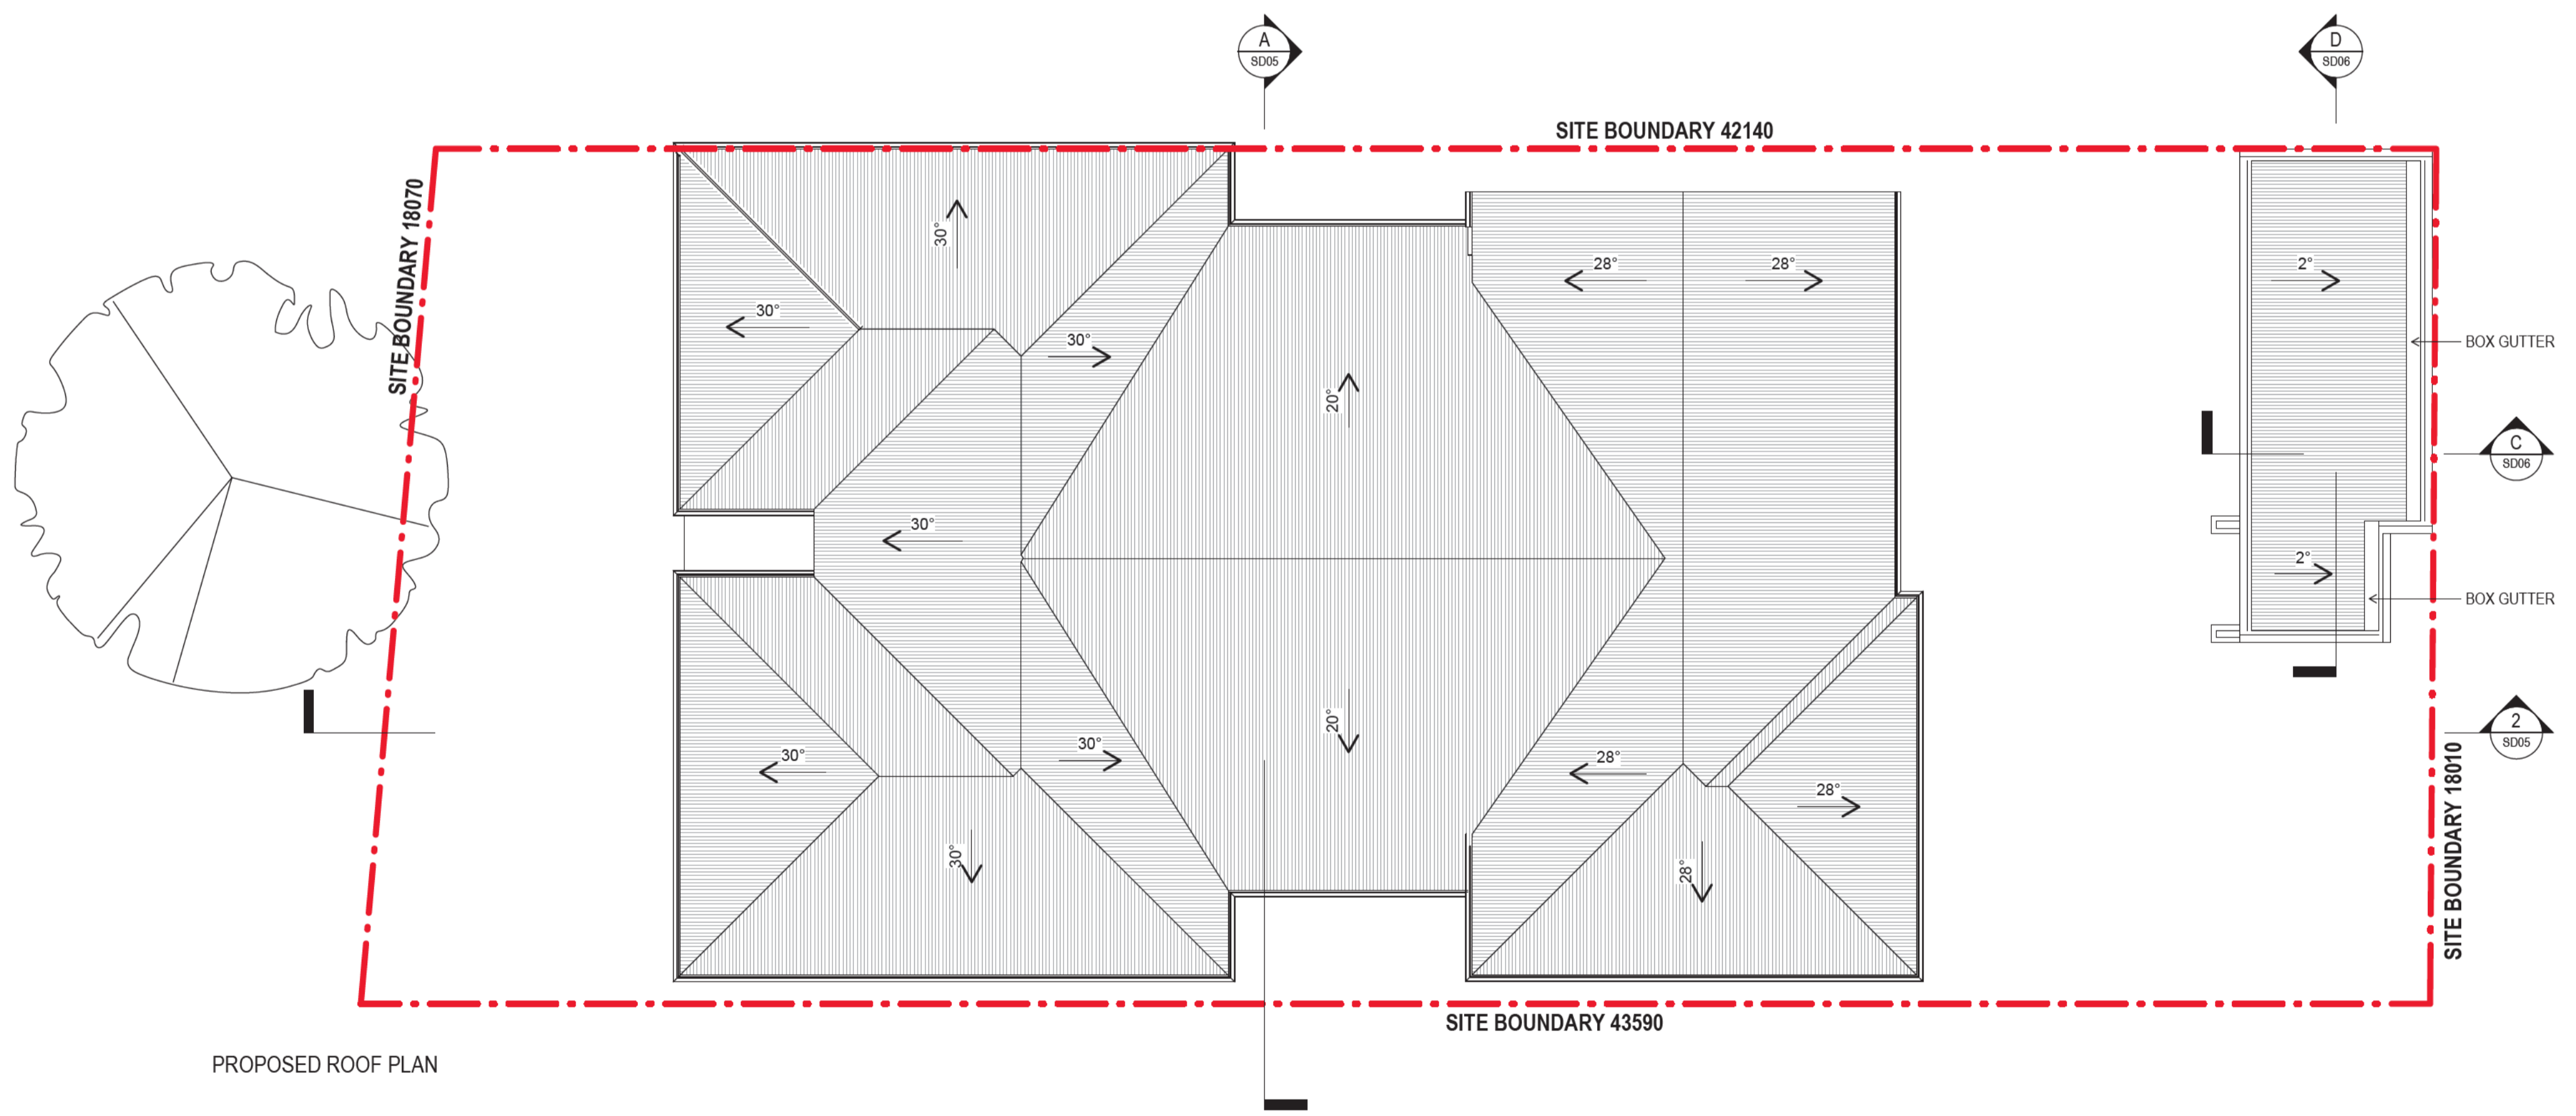 A
SD05
D
SD06
SITE BOUNDARY 42140
SITE BOUNDARY 18070
30°
28°
28°
2°
30°
30°
BOX GUTTER
20°
C
SD06
30°
2°
BOX GUTTER
20°
2
SD05
30°
30°
28°
28°
30°
28°
SITE BOUNDARY 18010
SITE BOUNDARY 43590
PROPOSED ROOF PLAN